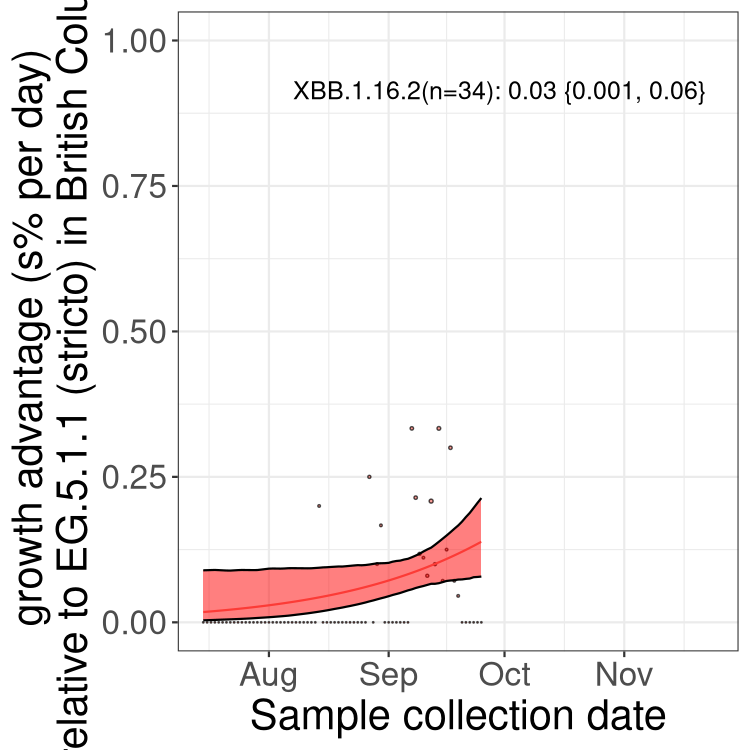 growth advantage (s% per day)
to EG.5.1.1 (stricto) in British
1.00
0.75
0.50
0.25
0.00
XBB.1.16.2(n=34): 0.03 {0.001, 0.06}
Aug Sep Oct Nov
Sample collection date